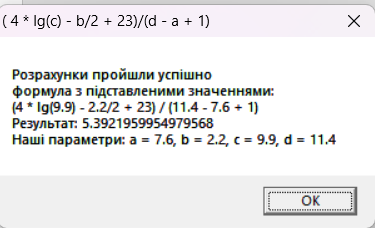 ( 4 * lg(c) - b/2 + 23)/(d - a + 1)
Розрахунки пройшли успішно
формула з підставленими значеннями:
(4 * lg(9.9) - 2.2/2 + 23) / (11.4 - 7.6 + 1)
Результат: 5.3921959954979568
Наші параметри: a = 7.6, b = 2.2, c = 9.9, d = 11.4
OK